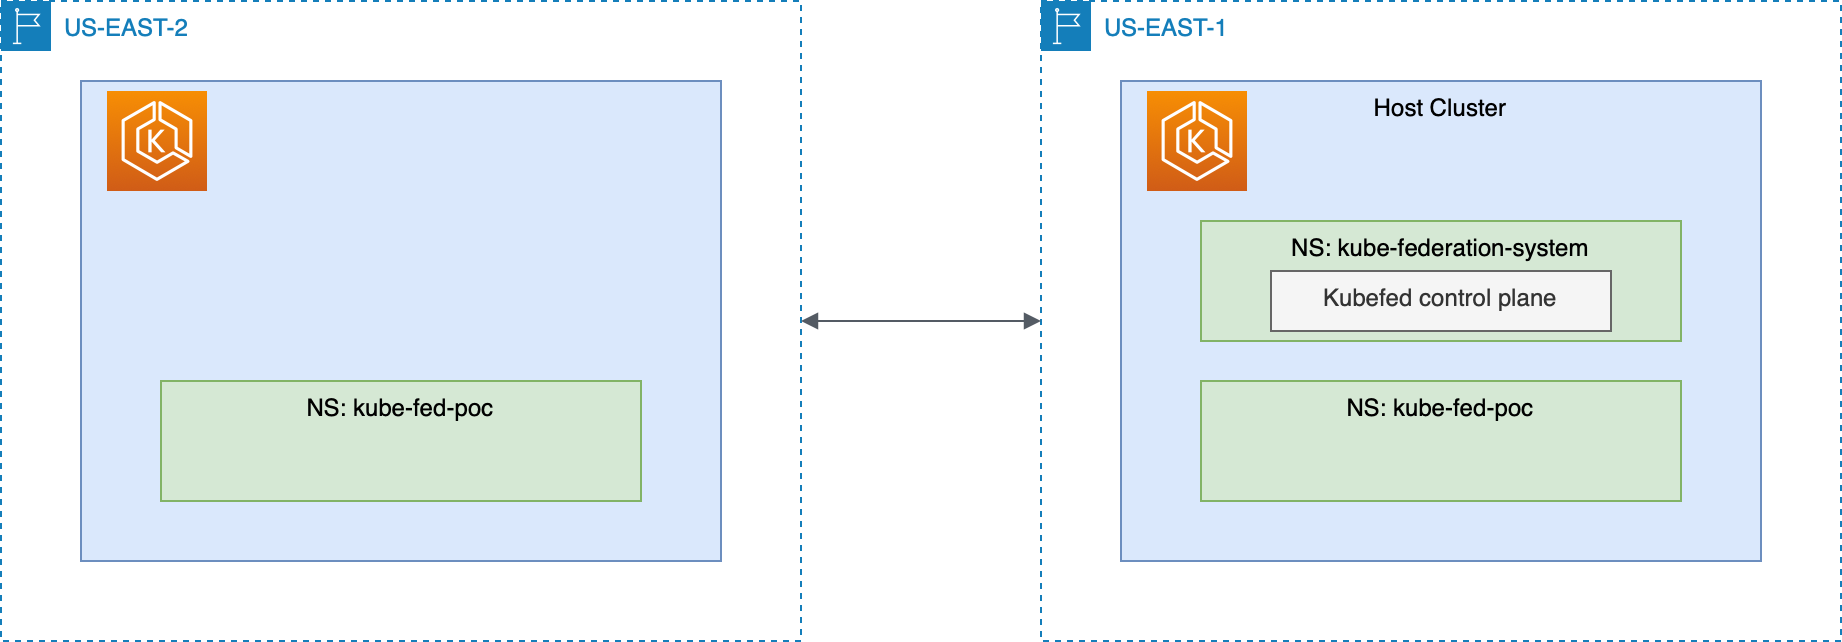 US-EAST-2
K
NS: kube-fed-poc
US-EAST-1
Host Cluster
K
NS: kube-federation-system
Kubefed control plane
NS: kube-fed-poc